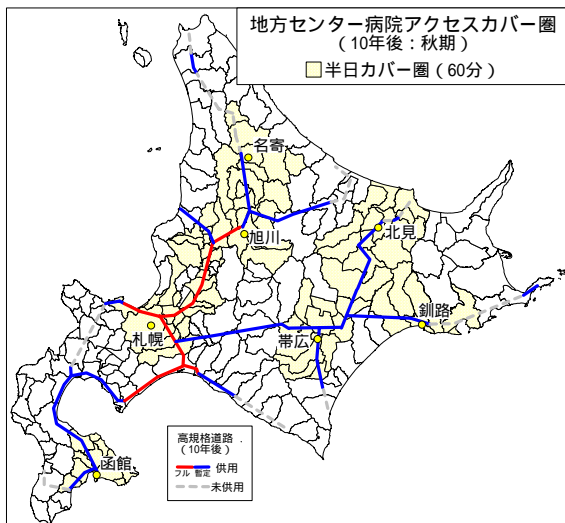 地方センター病院アクセスカバー圏
(10年後：秋期)
半日カバー圏（60分）
名寄
旭川
北見
釧路
札幌
帯広
函館
高規格道路 .
(10年後)
フル 暫定 供用
未供用